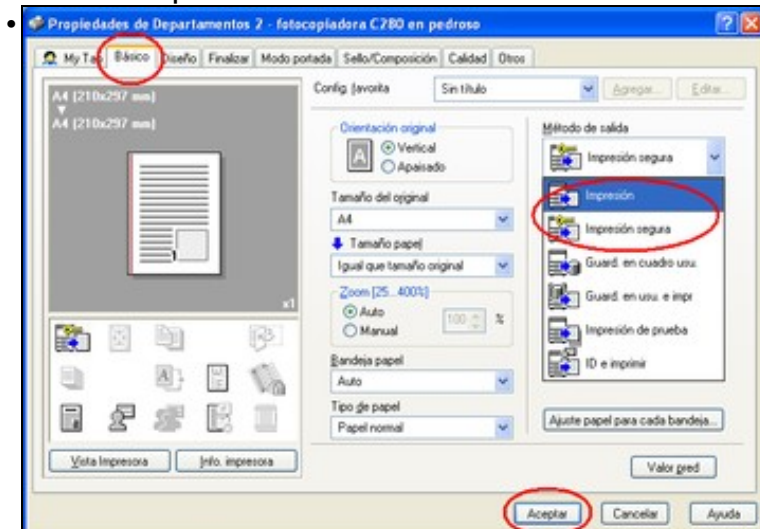 Propiedades de Departamentos 2 - fotocopiadora C280 en pedroso
My Tab Básico Diseño Finalizar Modo portada Sello/Composición Calidad Otros
A4 (210x297 mm)
A4 (210x297 mm)
x1
Vista Impresora Info. impresora
Config. favorita Sin título Agregar... Editar...
Orientación original
A Vertical
Apaisado
Tamaño del original
A4
Tamaño papel
Igual que tamaño original
Zoom [25...400%]
Auto
Manual
100 %
Bandeja papel
Auto
Tipo de papel
Papel normal
Método de salida
Impresión segura
Impresión
Impresión segura
Guard. en cuadro usu.
Guard. en usu. e impr
Impresión de prueba
ID e imprimir
Ajuste papel para cada bandeja...
Valor pred
Aceptar Cancelar Ayuda